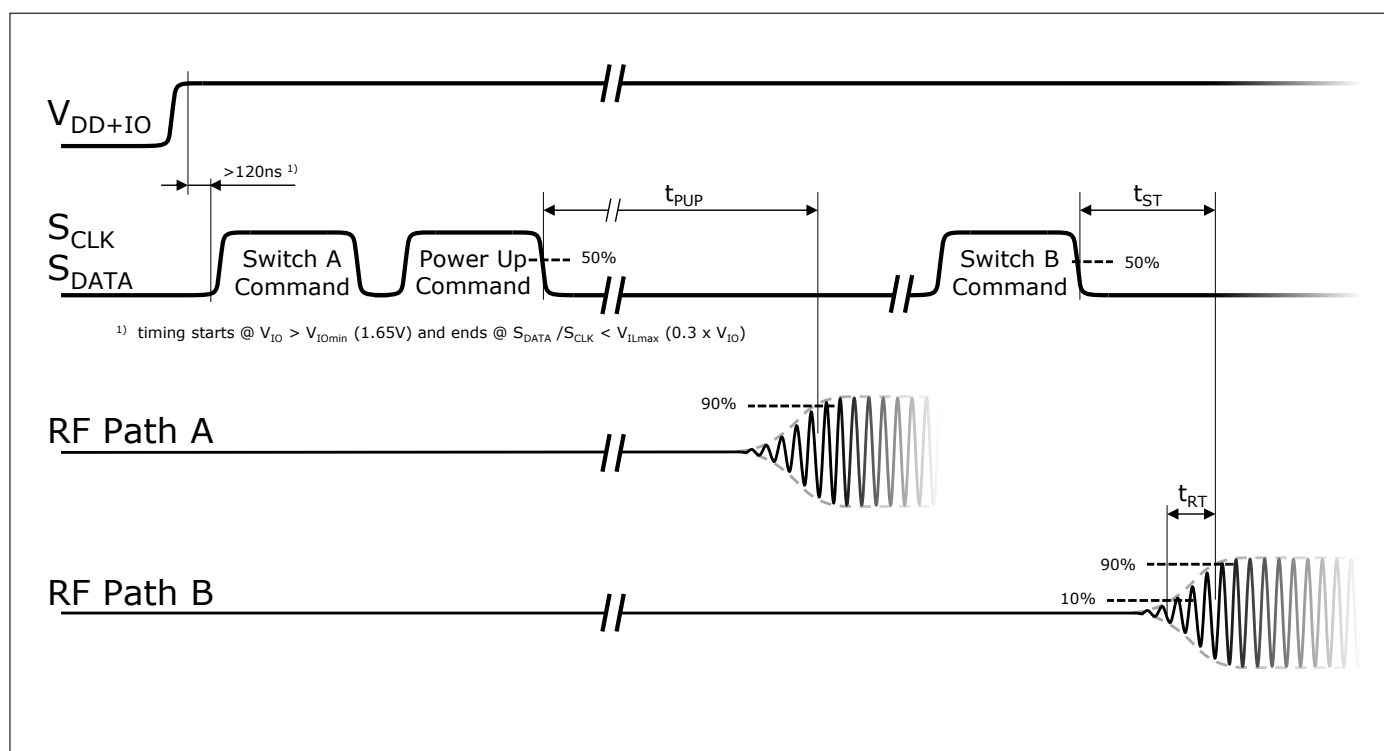 V_DD+IO
>120ns 1)
t_PUP
t_ST
S_CLK
S_DATA
Switch A
Command
Power Up
Command
50%
Switch B
Command
50%
1) timing starts @ V_IO > V_IOmin (1.65V) and ends @ S_DATA /S_CLK < V_ILmax (0.3 x V_IO)
90%
RF Path A
t_RT
90%
RF Path B
10%